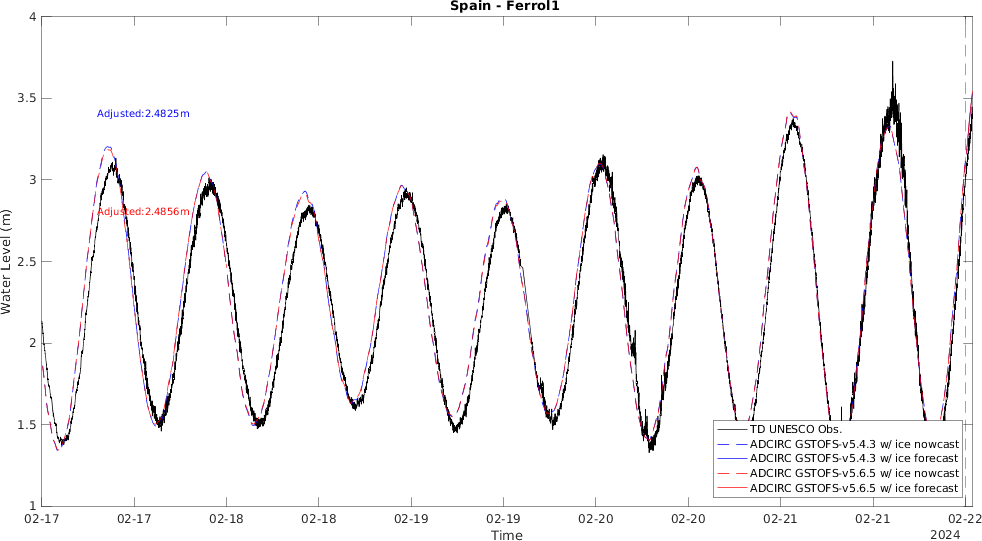 Spain - Ferrol1
4
3.5
3
2.5
2
1.5
1
Water Level (m)
Adjusted:2.4825m
Adjusted:2.4856m
TD UNESCO Obs.
ADCIRC GSTOFS-v5.4.3 w/ ice nowcast
ADCIRC GSTOFS-v5.4.3 w/ ice forecast
ADCIRC GSTOFS-v5.6.5 w/ ice nowcast
ADCIRC GSTOFS-v5.6.5 w/ ice forecast
02-17 02-17 02-18 02-18 02-19 02-19 02-20 02-20 02-21 02-21 02-22
Time
2024